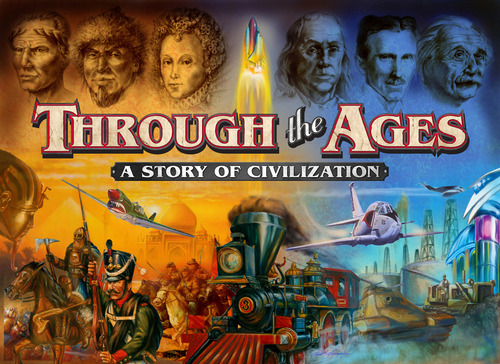 THROUGH the AGES
A STORY OF CIVILIZATION